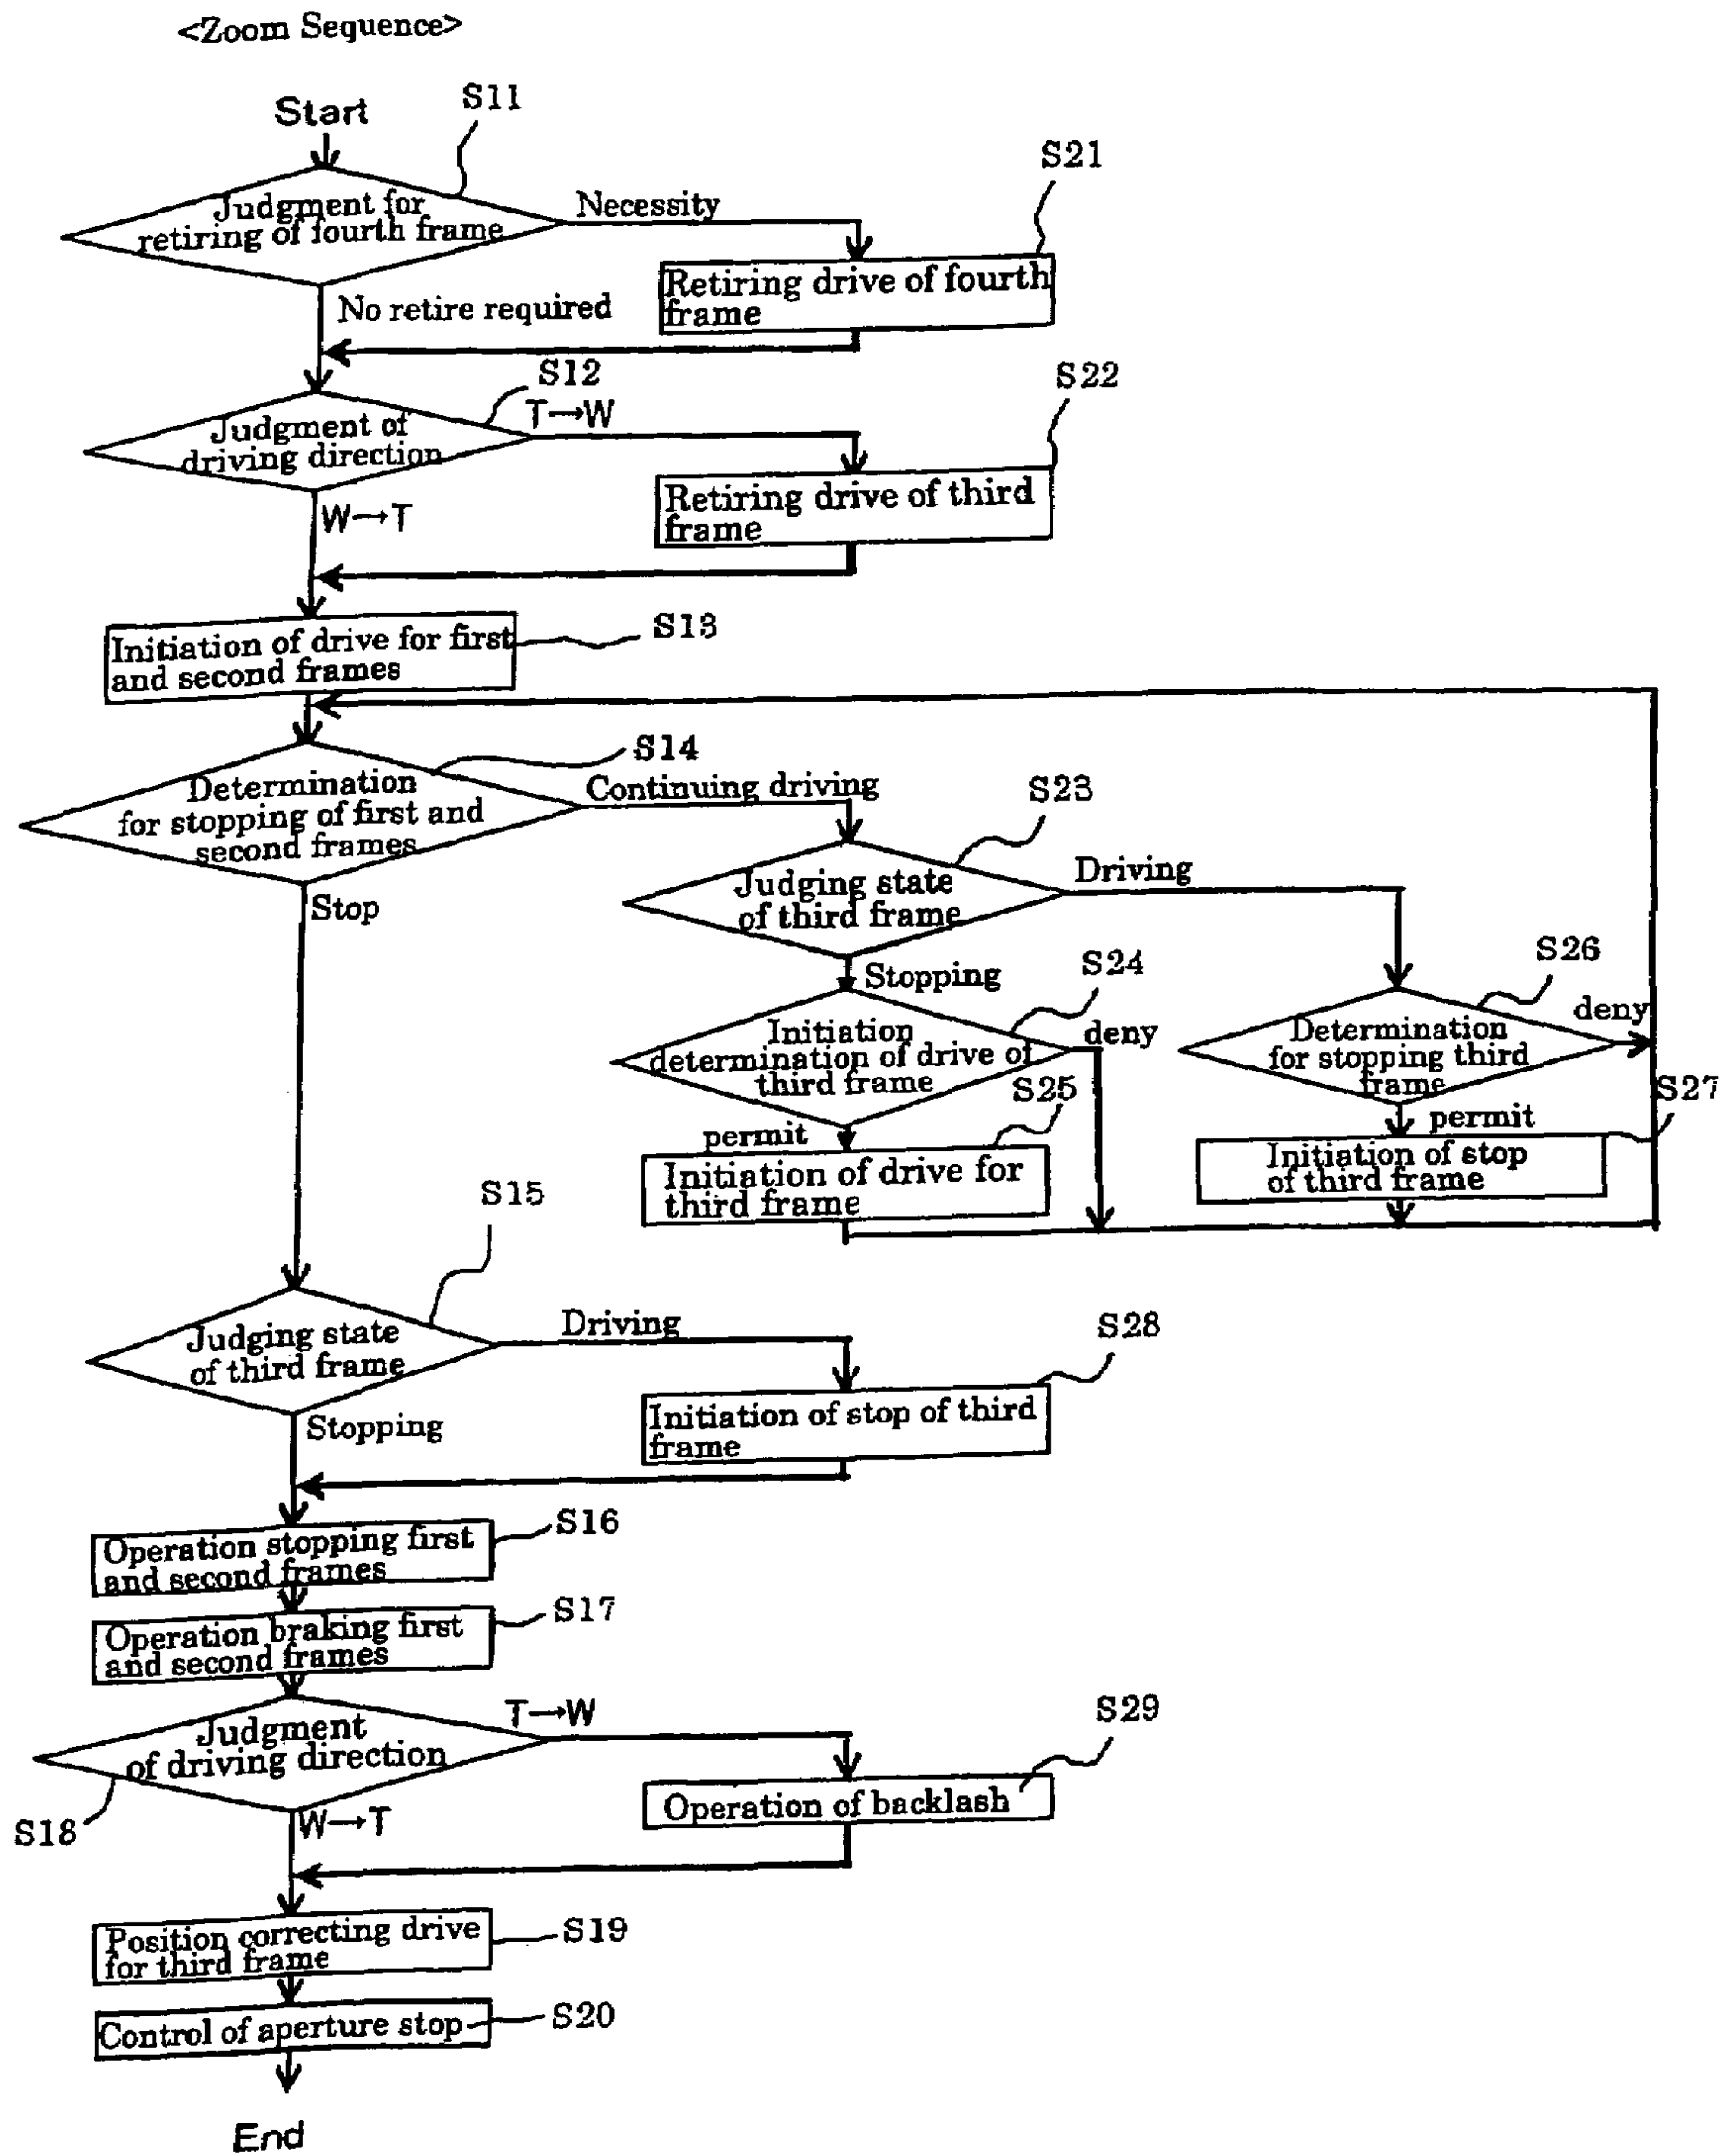 <Zoom Sequence>
Start
S11
Judgment for
retiring of fourth frame
Necessity
S21
Retiring drive of fourth
frame
No retire required
S12
Judgment of
driving direction
T→W
S22
Retiring drive of third
frame
W→T
Initiation of drive for first
and second frames
S13
S14
Determination
for stopping of first and
second frames
Continuing driving
Stop
S23
Judging state
of third frame
Driving
Stopping
S24
Initiation
determination of drive of
third frame
deny
S26
Determination
for stopping third
frame
deny
permit
S25
Initiation of drive for
third frame
permit
S27
Initiation of stop
of third frame
S15
Judging state
of third frame
Driving
S28
Initiation of stop of third
frame
Stopping
Operation stopping first
and second frames
S16
Operation braking first
and second frames
S17
Judgment
of driving direction
T→W
S18
S29
Operation of backlash
W→T
Position correcting drive
for third frame
S19
Control of aperture stop
S20
End